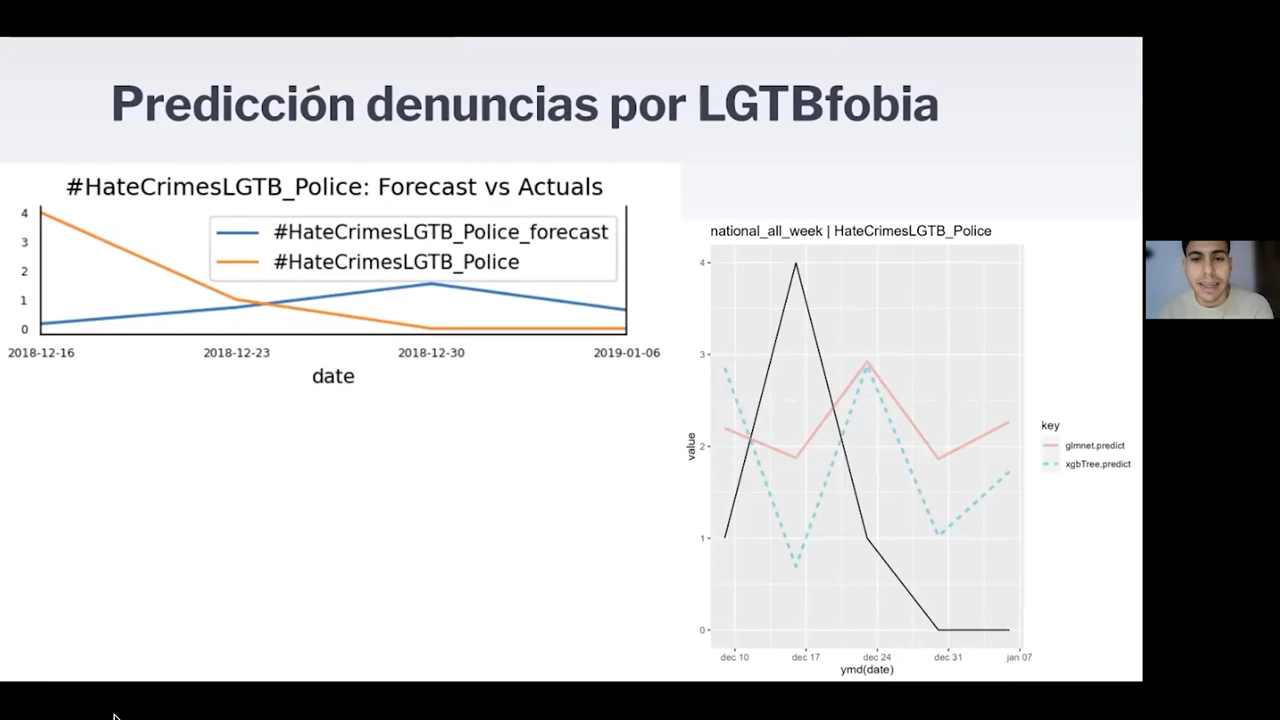 Predicción denuncias por LGTBfobia
#HateCrimesLGTB_Police: Forecast vs Actuals
4
3
2
1
0
#HateCrimesLGTB_Police_forecast
#HateCrimesLGTB_Police
2018-12-16 2018-12-23 2018-12-30 2019-01-06
date
national_all_week | HateCrimesLGTB_Police
4
3
2
1
0
value
dec 10 dec 17 dec 24 dec 31 jan 07
ymd(date)
key
glmnet.predict
xgbTree.predict